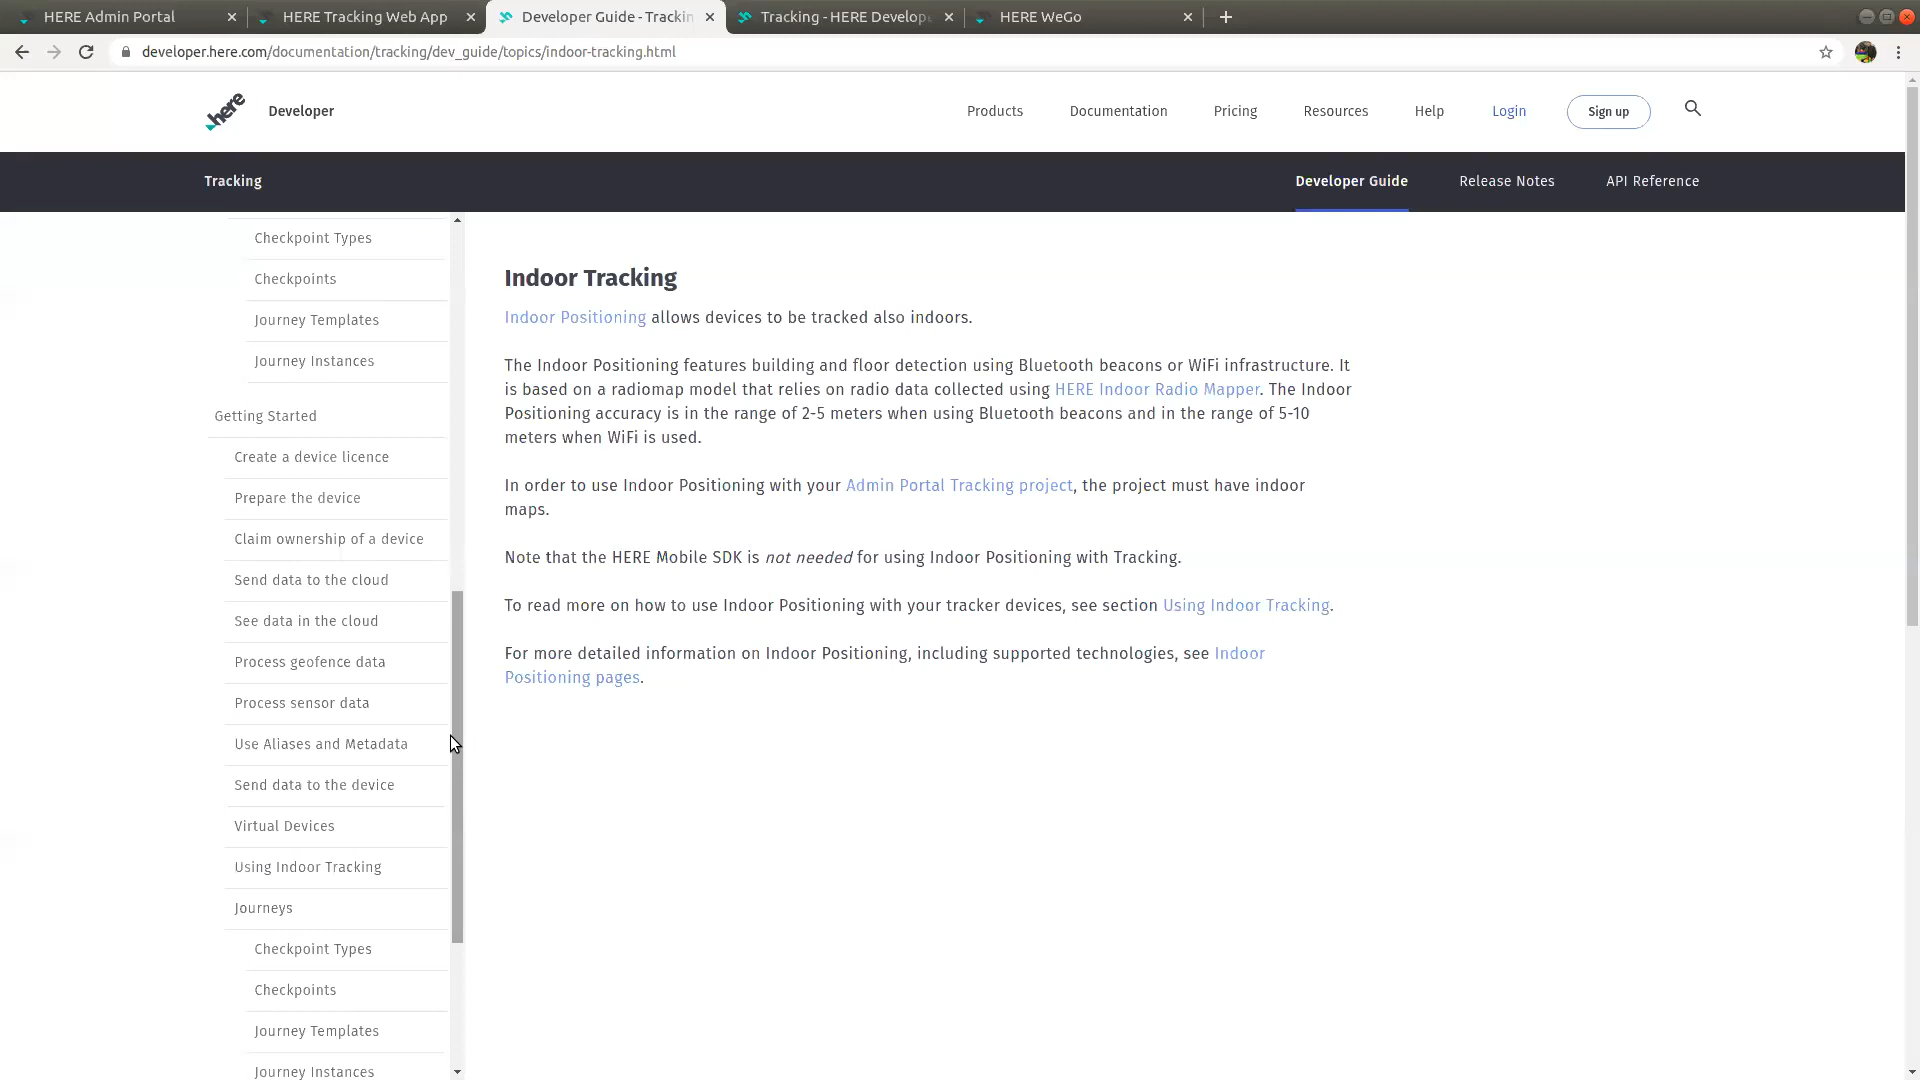 HERE Admin Portal
HERE Tracking Web App
Developer Guide - Trackin
Tracking - HERE Develop
HERE WeGo
developer.here.com/documentation/tracking/dev_guide/topics/indoor-tracking.html
here
Developer
Products
Documentation
Pricing
Resources
Help
Login
Sign up
Tracking
Developer Guide
Release Notes
API Reference
Checkpoint Types
Checkpoints
Journey Templates
Journey Instances
Getting Started
Create a device licence
Prepare the device
Claim ownership of a device
Send data to the cloud
See data in the cloud
Process geofence data
Process sensor data
Use Aliases and Metadata
Send data to the device
Virtual Devices
Using Indoor Tracking
Journeys
Checkpoint Types
Checkpoints
Journey Templates
Journey Instances
Indoor Tracking
Indoor Positioning allows devices to be tracked also indoors.
The Indoor Positioning features building and floor detection using Bluetooth beacons or WiFi infrastructure. It
is based on a radiomap model that relies on radio data collected using HERE Indoor Radio Mapper. The Indoor
Positioning accuracy is in the range of 2-5 meters when using Bluetooth beacons and in the range of 5-10
meters when WiFi is used.
In order to use Indoor Positioning with your Admin Portal Tracking project, the project must have indoor
maps.
Note that the HERE Mobile SDK is not needed for using Indoor Positioning with Tracking.
To read more on how to use Indoor Positioning with your tracker devices, see section Using Indoor Tracking.
For more detailed information on Indoor Positioning, including supported technologies, see Indoor
Positioning pages.